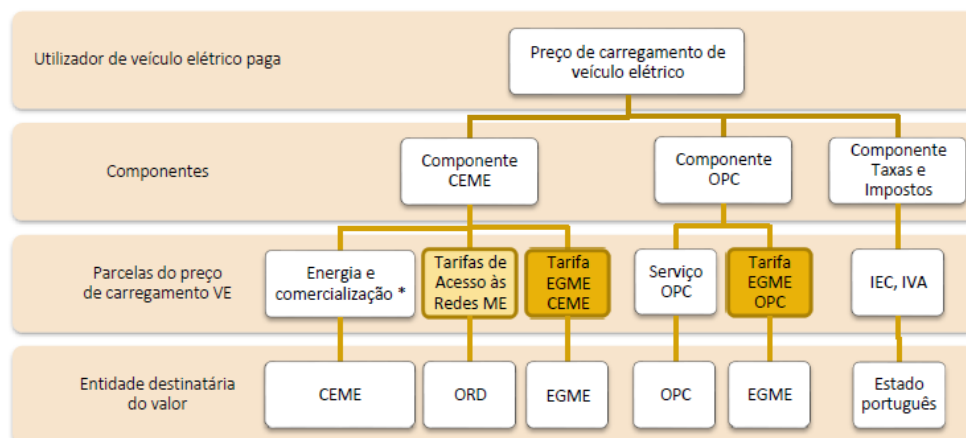 Utilizador de veículo elétrico paga
Preço de carregamento de
veículo elétrico
Componentes
Componente
CEME
Componente
OPC
Componente
Taxas e
Impostos
Parcelas do preço
de carregamento VE
Energia e
comercialização *
Tarifas de
Acesso às
Redes ME
Tarifa
EGME
CEME
Serviço
OPC
Tarifa
EGME
OPC
IEC, IVA
Entidade destinatária
do valor
CEME
ORD
EGME
OPC
EGME
Estado
português